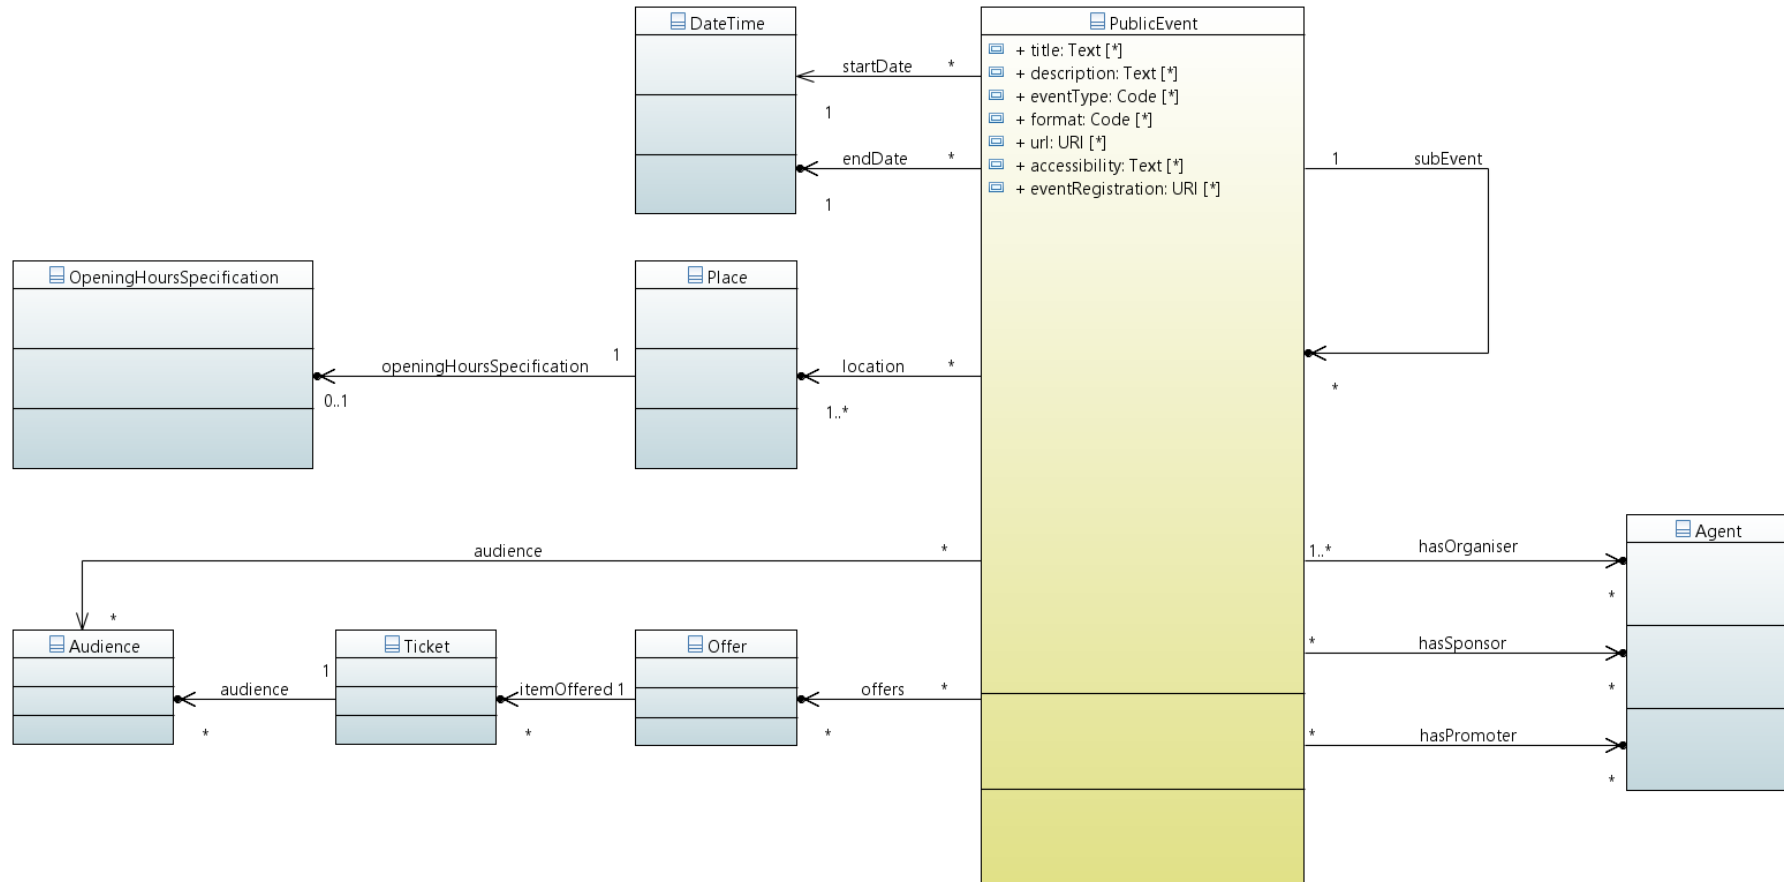 DateTime
PublicEvent
+ title: Text [*]
+ description: Text [*]
+ eventType: Code [*]
+ format: Code [*]
+ url: URI [*]
+ accessibility: Text [*]
+ eventRegistration: URI [*]
startDate *
1
endDate *
1
1 subEvent
*
OpeningHoursSpecification
Place
openingHoursSpecification 1
0..1
location *
1..*
audience *
*
Agent
1..* hasOrganiser
*
* hasSponsor
*
* hasPromoter
*
Audience
Ticket
Offer
audience 1
*
itemOffered 1
*
offers *
*